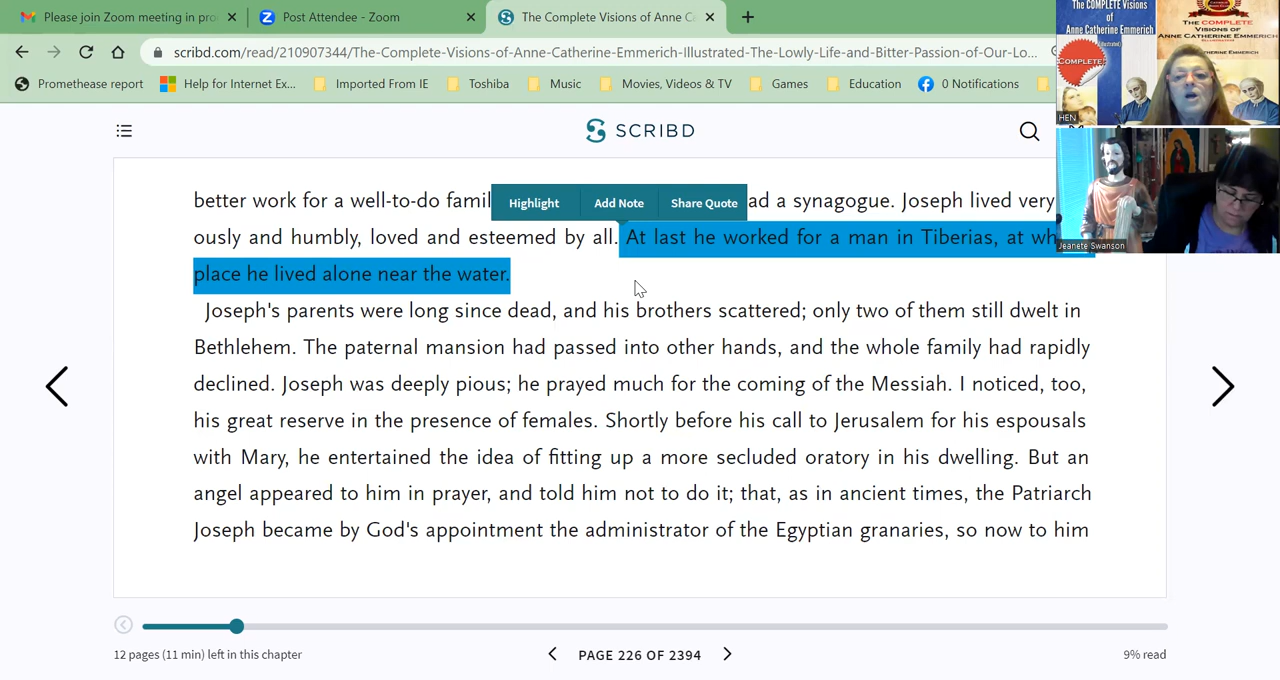 Please join Zoom meeting in pro
Post Attendee - Zoom
The Complete Visions of Anne C
scribd.com/read/210907344/The-Complete-Visions-of-Anne-Catherine-Emmerich-Illustrated-The-Lowly-Life-and-Bitter-Passion-of-Our-Lo...
Promethease report
Help for Internet Ex...
Imported From IE
Toshiba
Music
Movies, Videos & TV
Games
Education
0 Notifications
The COMPLETE Visions
of
Anne Catherine Emmerich
COMPLETE!
HEN
THE COMPLETE
VISIONS OF
ANNE CATHERINE EMMERICH
CATHERINE EMMERICH
Jeanete Swanson
SCRIBD
better work for a well-to-do famil
Highlight
Add Note
Share Quote
ad a synagogue. Joseph lived very
ously and humbly, loved and esteemed by all. At last he worked for a man in Tiberias, at wh
place he lived alone near the water.
Joseph's parents were long since dead, and his brothers scattered; only two of them still dwelt in
Bethlehem. The paternal mansion had passed into other hands, and the whole family had rapidly
declined. Joseph was deeply pious; he prayed much for the coming of the Messiah. I noticed, too,
his great reserve in the presence of females. Shortly before his call to Jerusalem for his espousals
with Mary, he entertained the idea of fitting up a more secluded oratory in his dwelling. But an
angel appeared to him in prayer, and told him not to do it; that, as in ancient times, the Patriarch
Joseph became by God's appointment the administrator of the Egyptian granaries, so now to him
12 pages (11 min) left in this chapter
PAGE 226 OF 2394
9% read